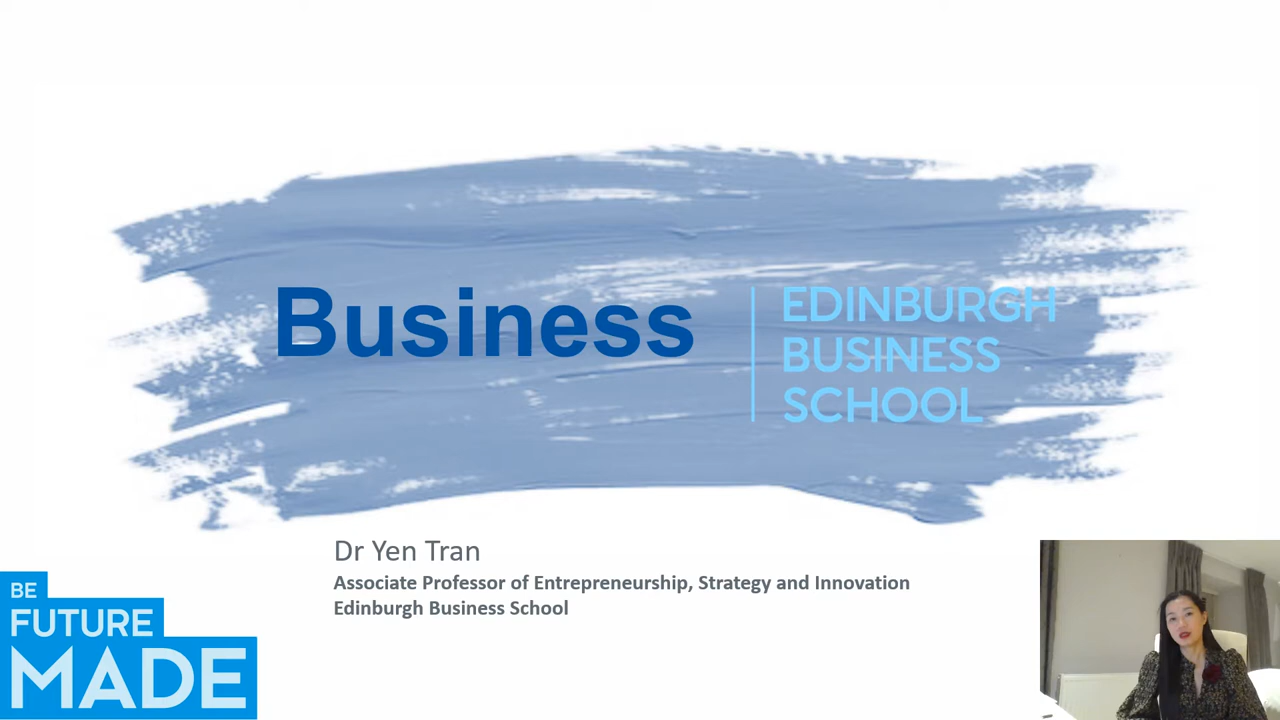 Business
EDINBURGH
BUSINESS
SCHOOL
Dr Yen Tran
Associate Professor of Entrepreneurship, Strategy and Innovation
Edinburgh Business School
BE
FUTURE
MADE